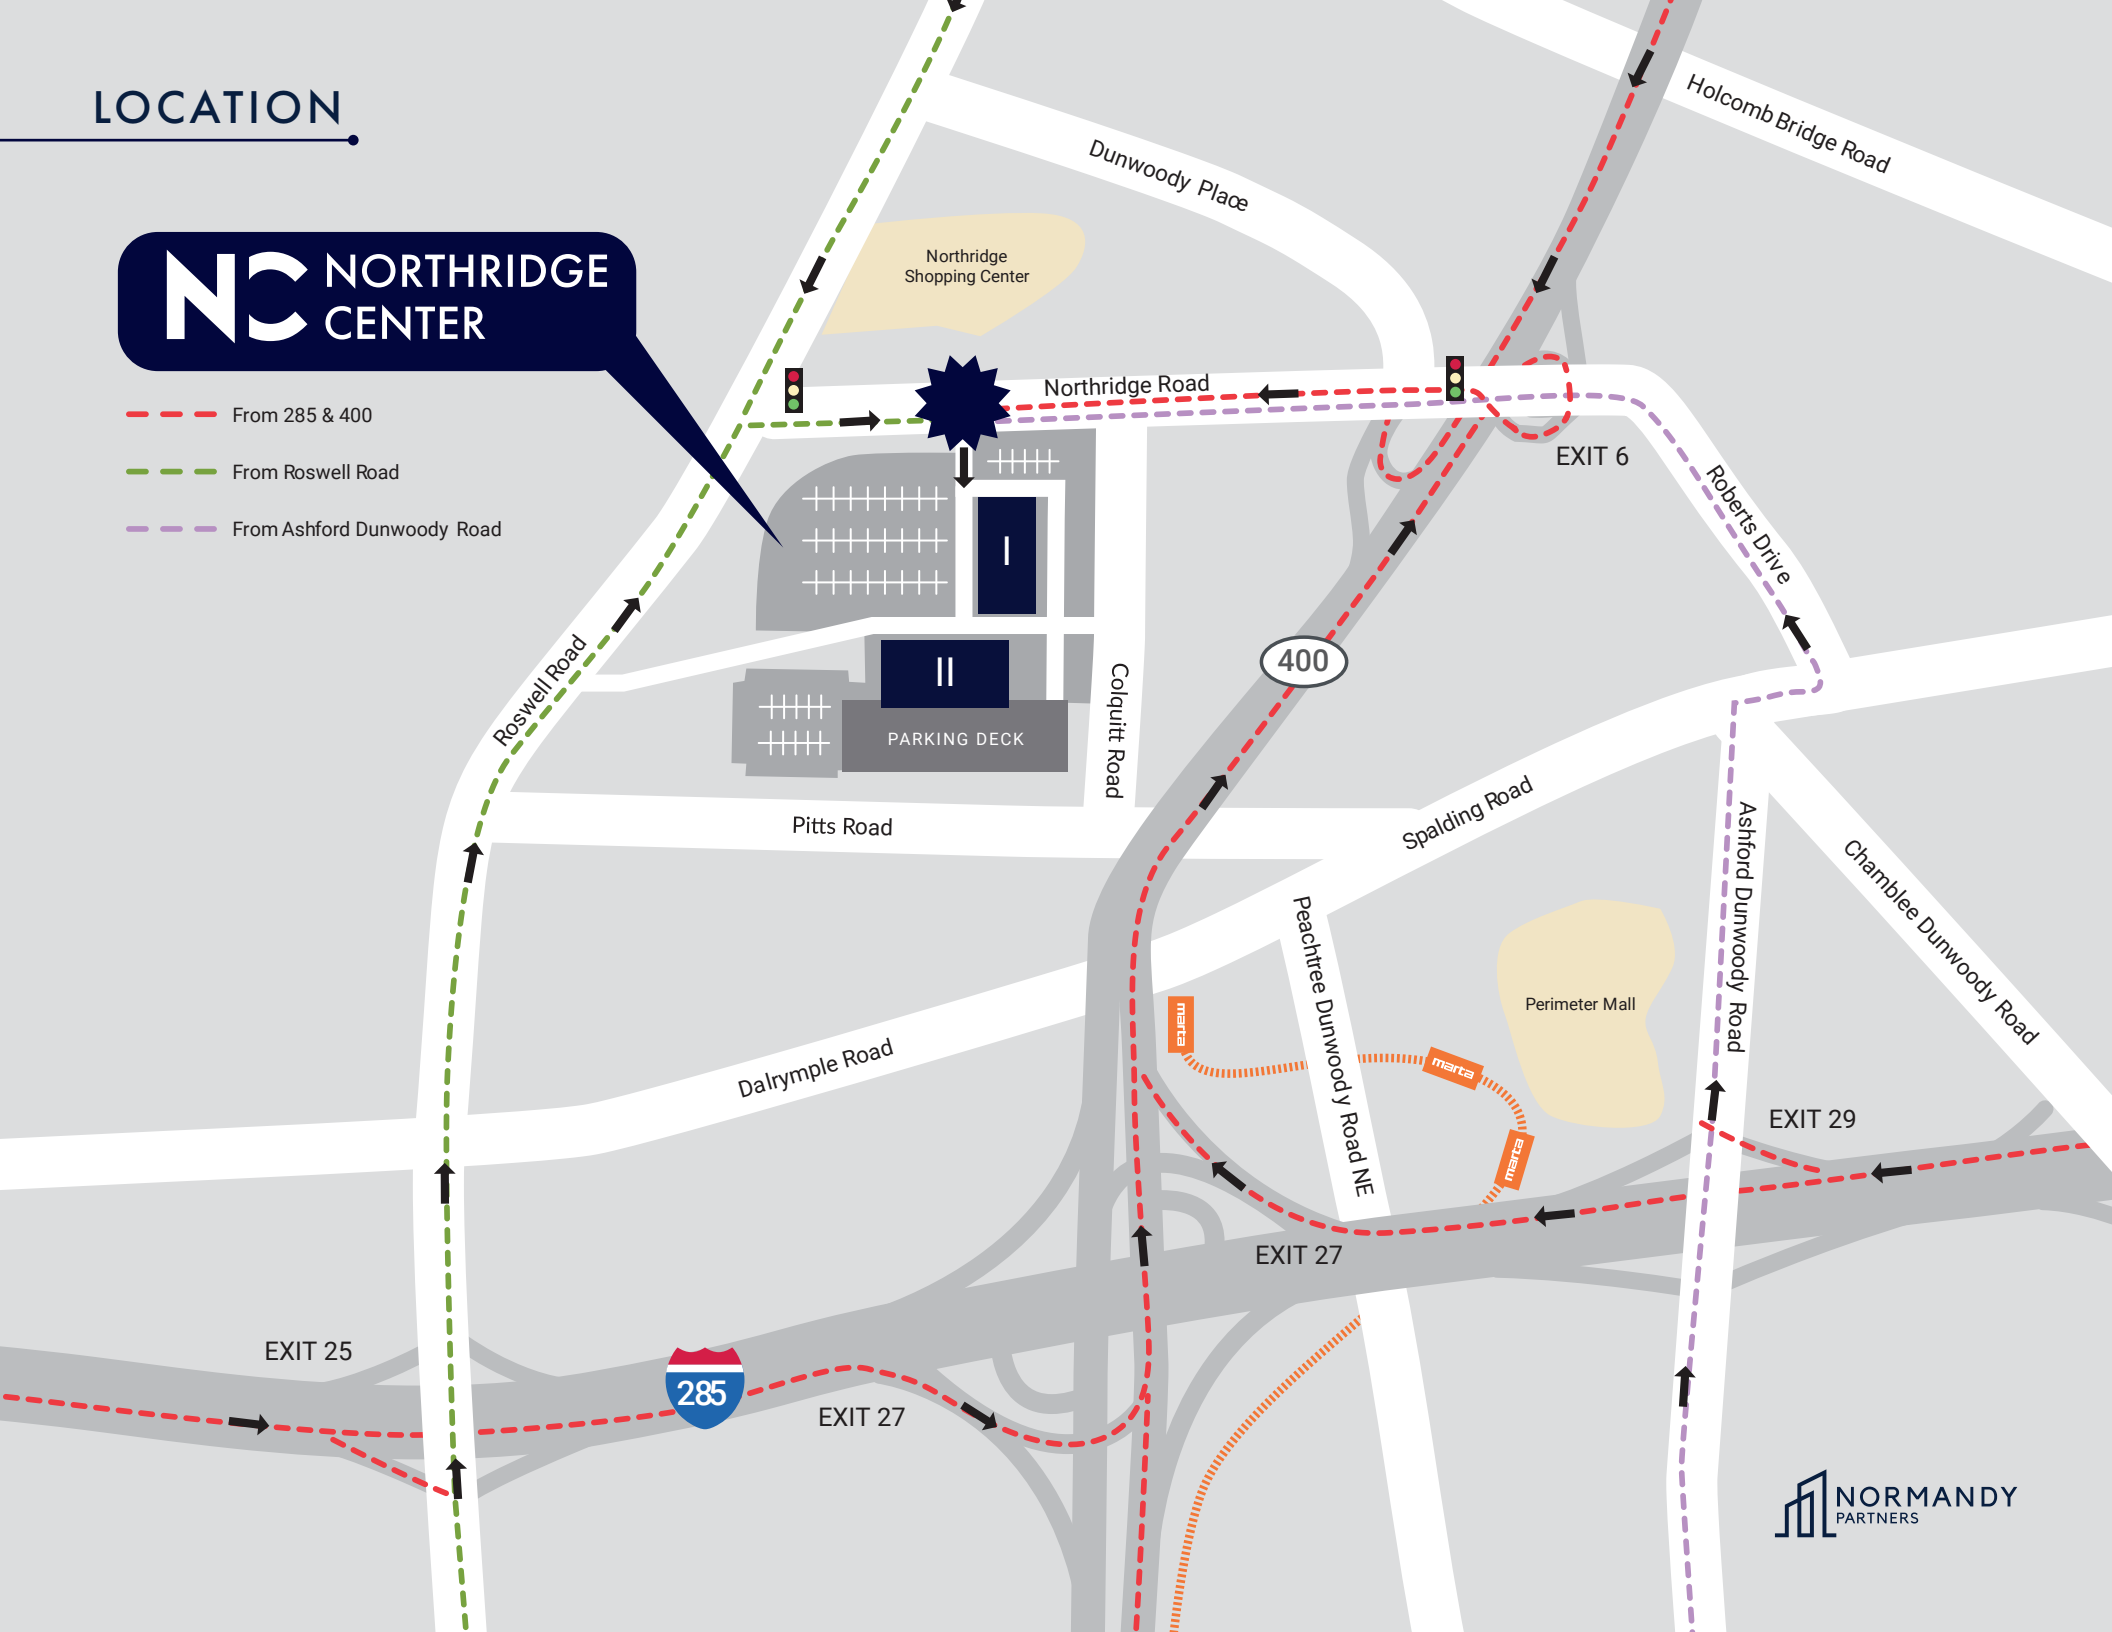 LOCATION
Holcomb Bridge Road
Dunwoody Place
NC NORTHRIDGE
CENTER
Northridge
Shopping Center
Northridge Road
From 285 & 400
From Roswell Road
From Ashford Dunwoody Road
EXIT 6
Roberts Drive
I
II
PARKING DECK
400
Roswell Road
Colquitt Road
Pitts Road
Spalding Road
Ashford Dunwoody Road
Chamblee Dunwoody Road
Peachtree Dunwoody Road NE
Perimeter Mall
marta
marta
marta
Dalrymple Road
EXIT 29
EXIT 27
EXIT 25
285
EXIT 27
NORMANDY
PARTNERS